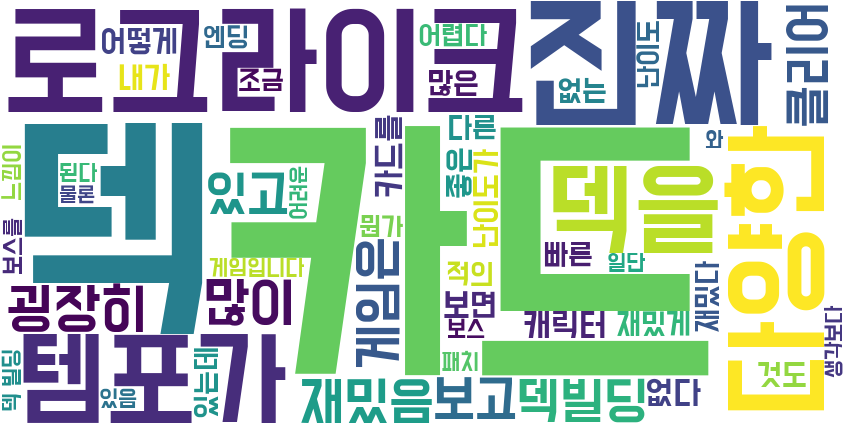 로그라이크
어떻게
엔딩
어렵다
내가
조금
많은
진짜
없는
난이도
클리어
덱
카드
느낌이
된다
물론
있고
어려운
카드를
다른
좋은
난이도가
와
덱을
다양한
보스를
굉장히
많이
게임입니다
뭔가
게임은
적인
보면
보스
빠른
일단
캐릭터
재밌게
재밌다
생각보다
덱 빌딩
템포가
있음
있는데
재밌음
보고
패치
덱빌딩
없다
것도